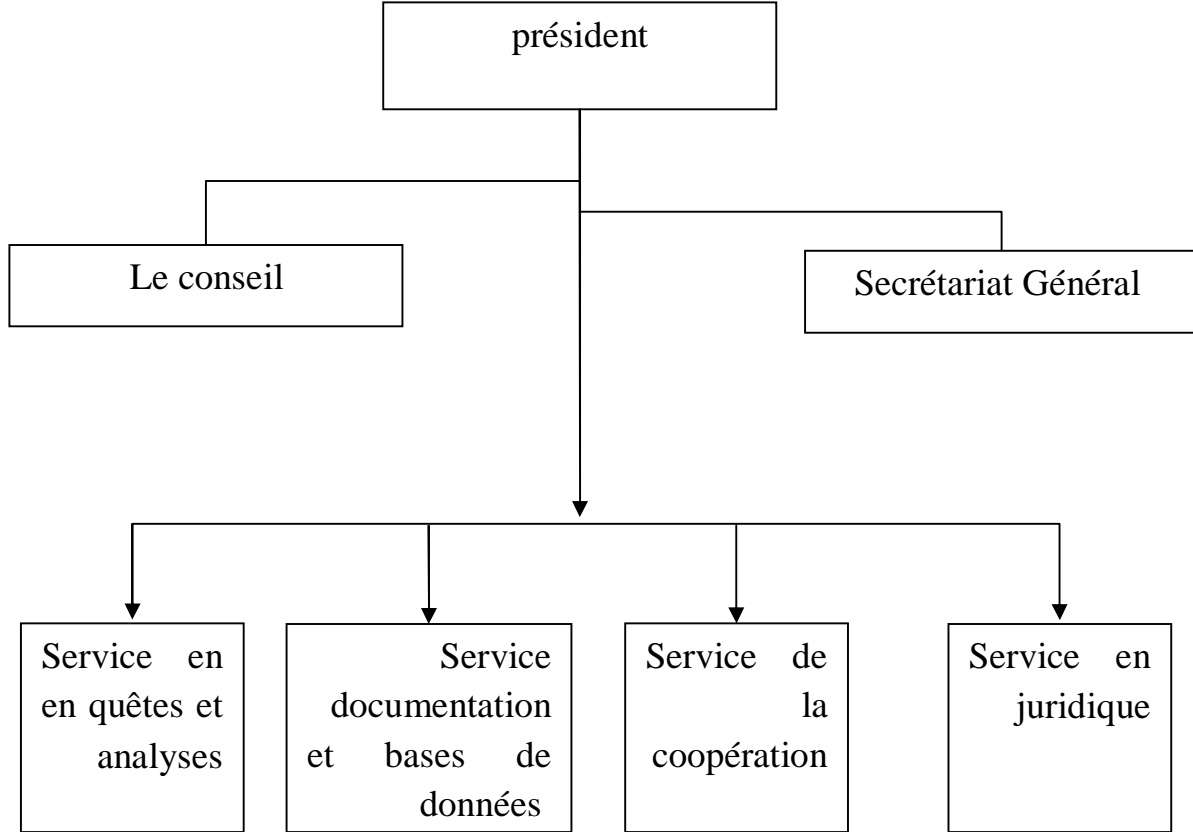 président
Le conseil
Secrétariat Général
Service en
en quêtes et
analyses
Service
documentation
et bases de
données
Service de
la
coopération
Service en
juridique